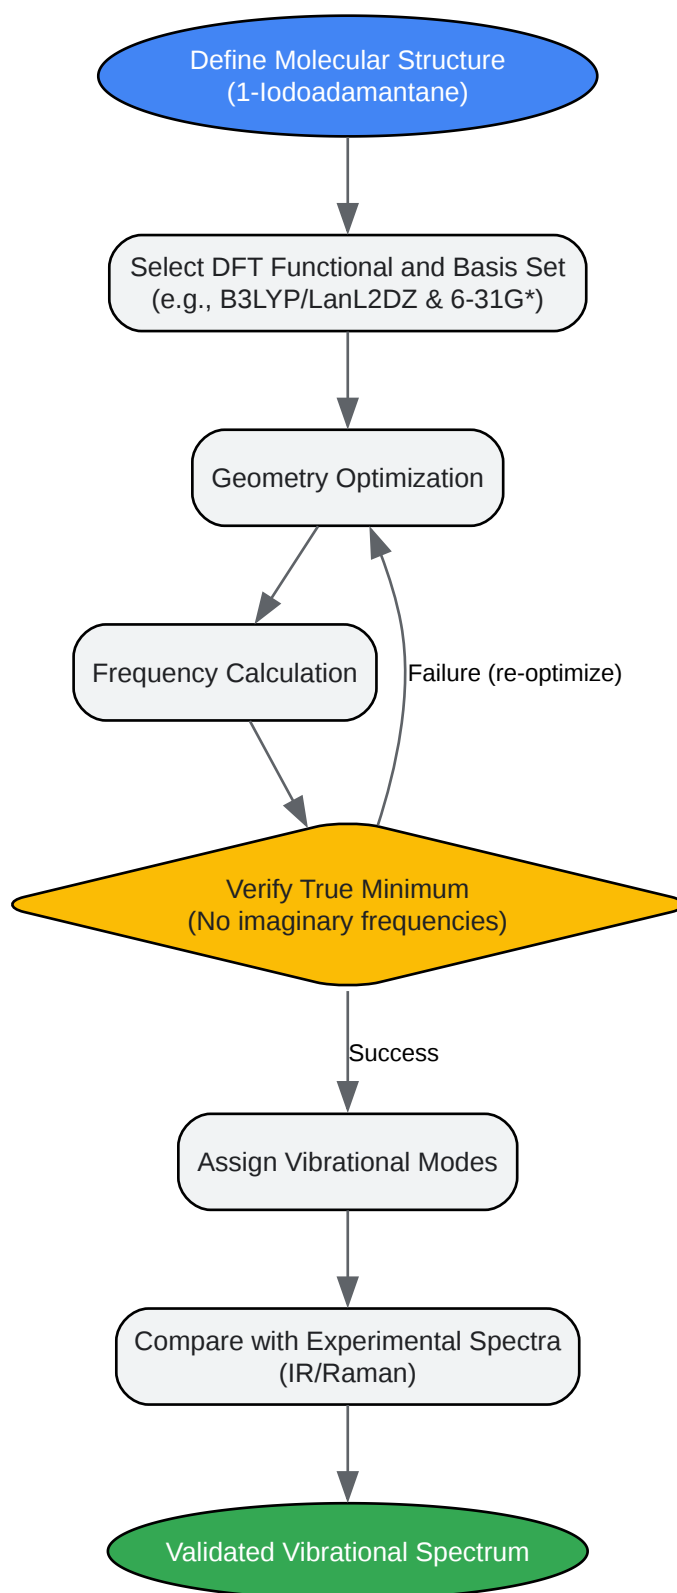 Define Molecular Structure
(1-Iodoadamantane)
Select DFT Functional and Basis Set
(e.g., B3LYP/LanL2DZ & 6-31G*)
Geometry Optimization
Frequency Calculation
Failure (re-optimize)
Verify True Minimum
(No imaginary frequencies)
Success
Assign Vibrational Modes
Compare with Experimental Spectra
(IR/Raman)
Validated Vibrational Spectrum